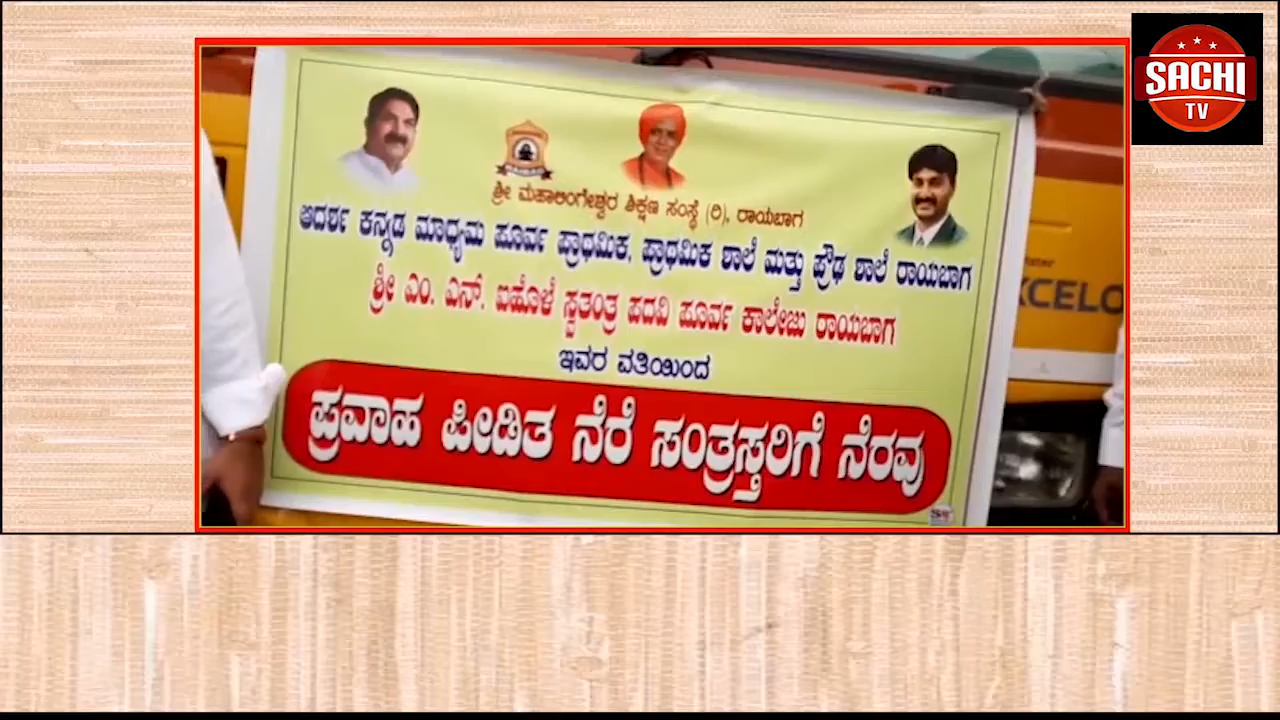 SACHI
TV
ಶ್ರೀ ಮಹಾಲಿಂಗೇಶ್ವರ ಶಿಕ್ಷಣ ಸಂಸ್ಥೆ (ರಿ), ರಾಯಬಾಗ
ಆದರ್ಶ ಕನ್ನಡ ಮಾಧ್ಯಮ ಪೂರ್ವ ಪ್ರಾಥಮಿಕ, ಪ್ರಾಥಮಿಕ ಶಾಲೆ ಮತ್ತು ಪ್ರೌಢ ಶಾಲೆ ರಾಯಬಾಗ
ಶ್ರೀ ಎಂ. ಎನ್. ಐಹೊಳೆ ಸ್ವತಂತ್ರ ಪದವಿ ಪೂರ್ವ ಕಾಲೇಜು ರಾಯಬಾಗ
ಇವರ ವತಿಯಿಂದ
ಪ್ರವಾಹ ಪೀಡಿತ ನೆರೆ ಸಂತ್ರಸ್ತರಿಗೆ ನೆರವು